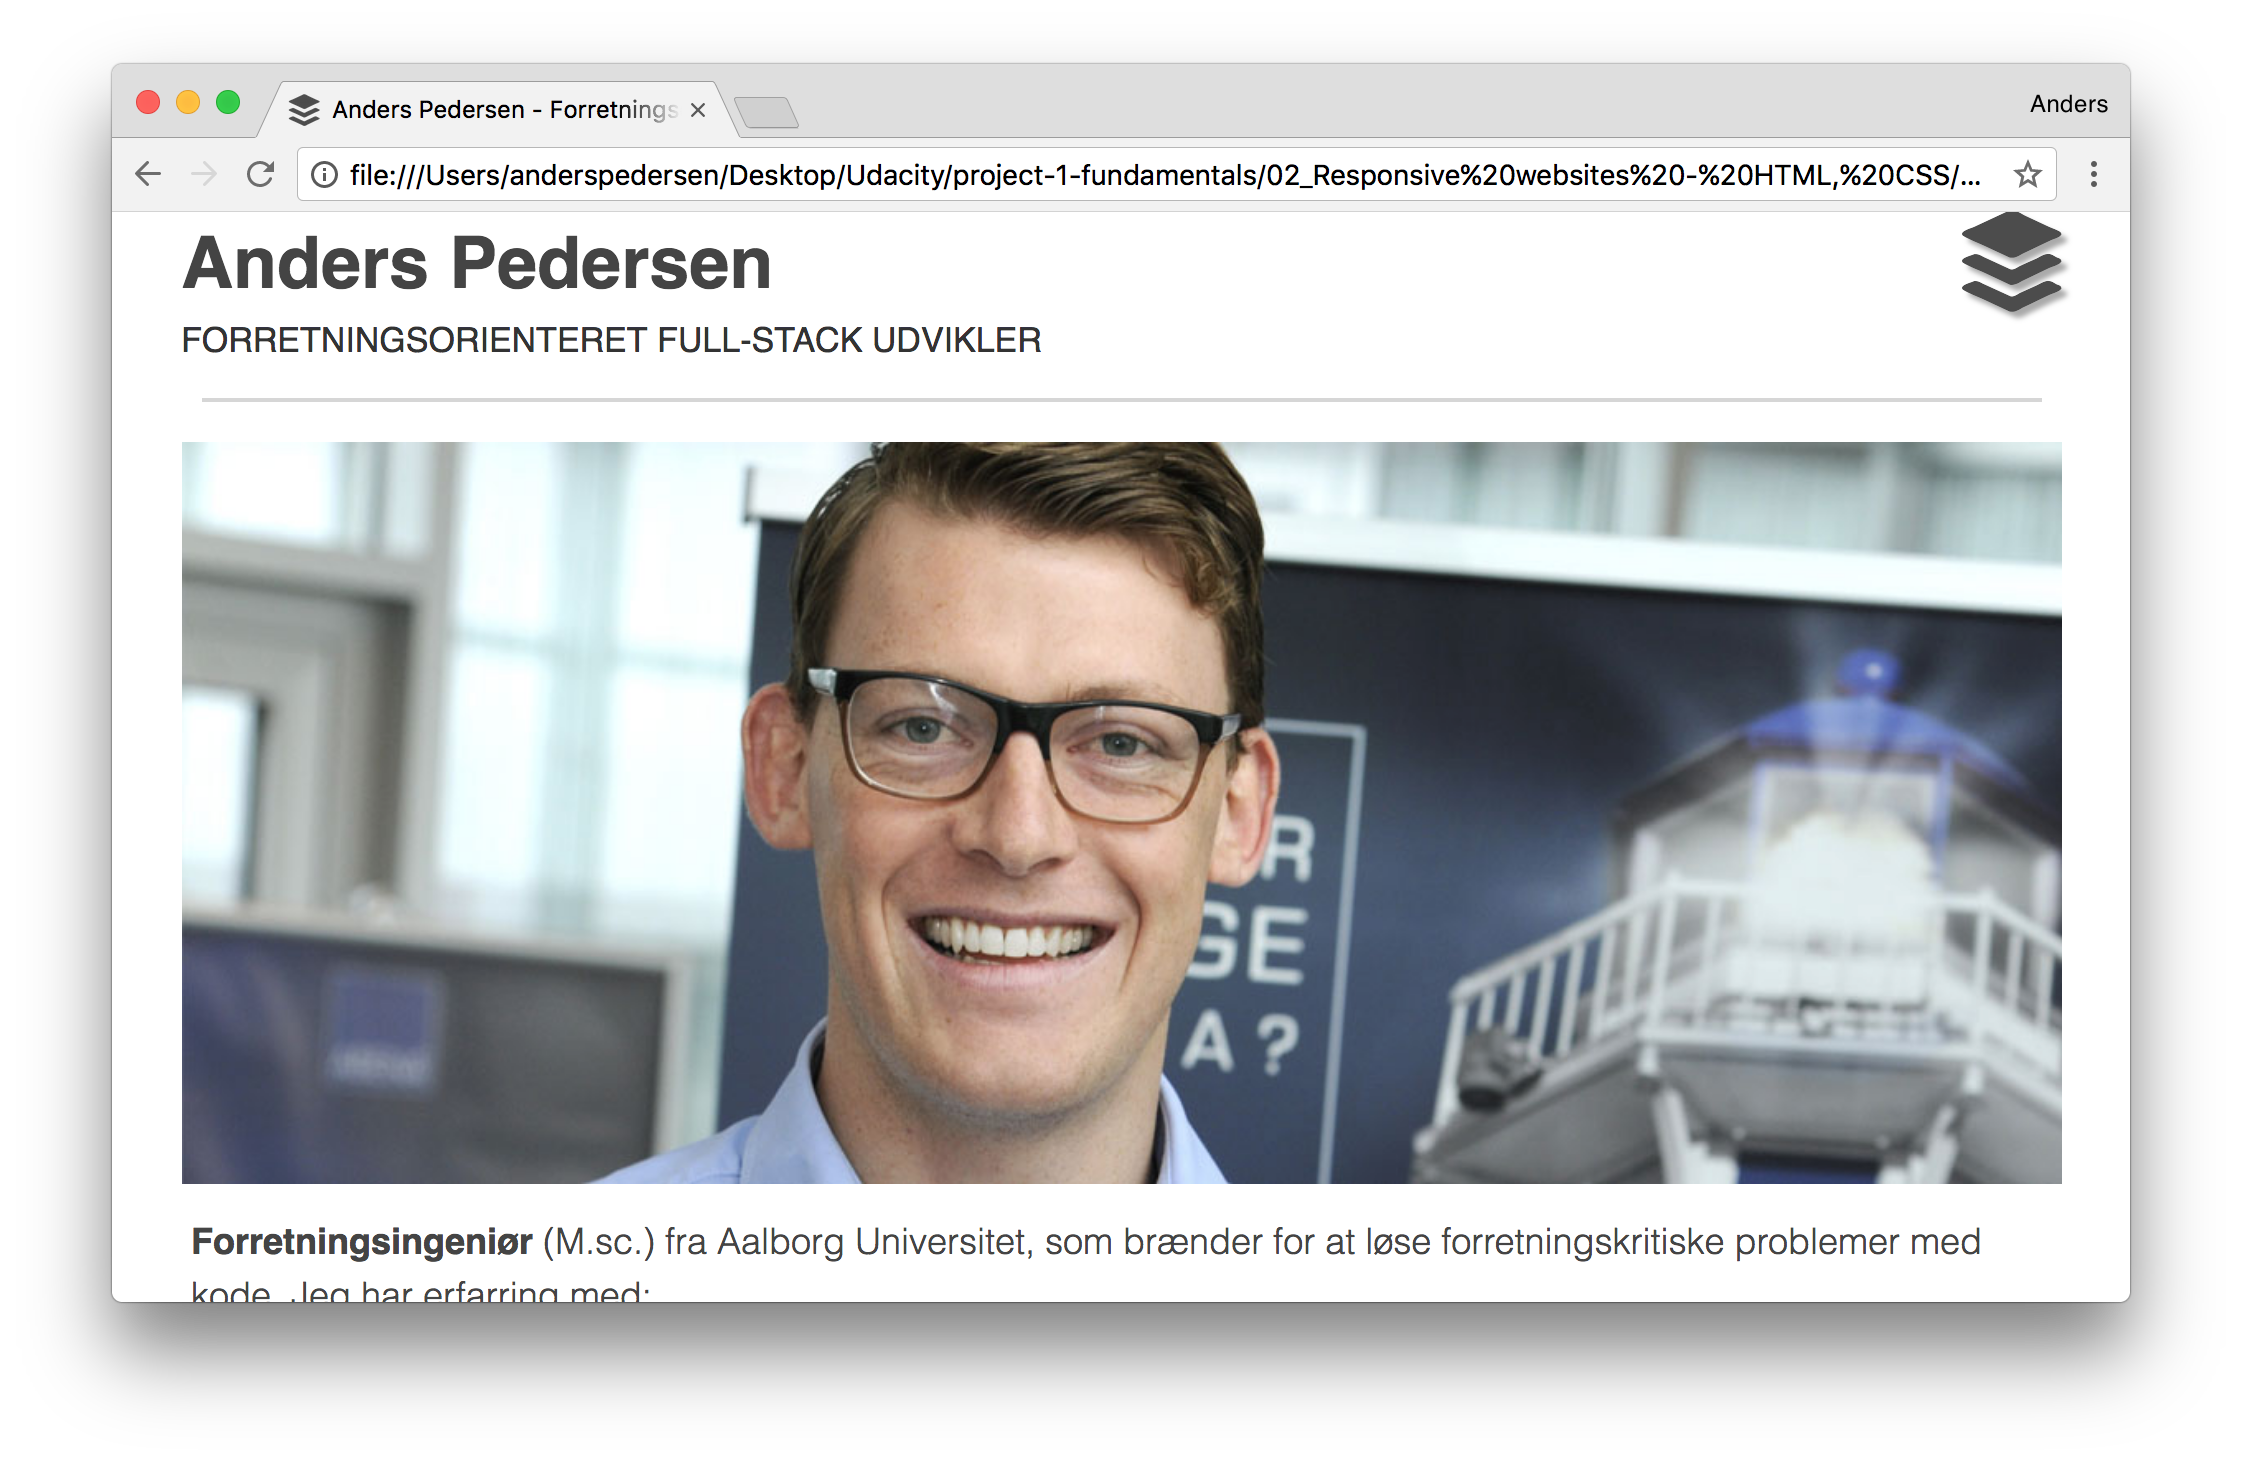 Anders Pedersen - Forretnings
Anders
file:///Users/anderspedersen/Desktop/Udacity/project-1-fundamentals/02_Responsive%20websites%20-%20HTML,%20CSS/...
Anders Pedersen
FORRETNINGSORIENTERET FULL-STACK UDVIKLER
R
GE
A?
Forretningsingeniør (M.sc.) fra Aalborg Universitet, som brænder for at løse forretningskritiske problemer med
kode. Jeg har erfarring med: